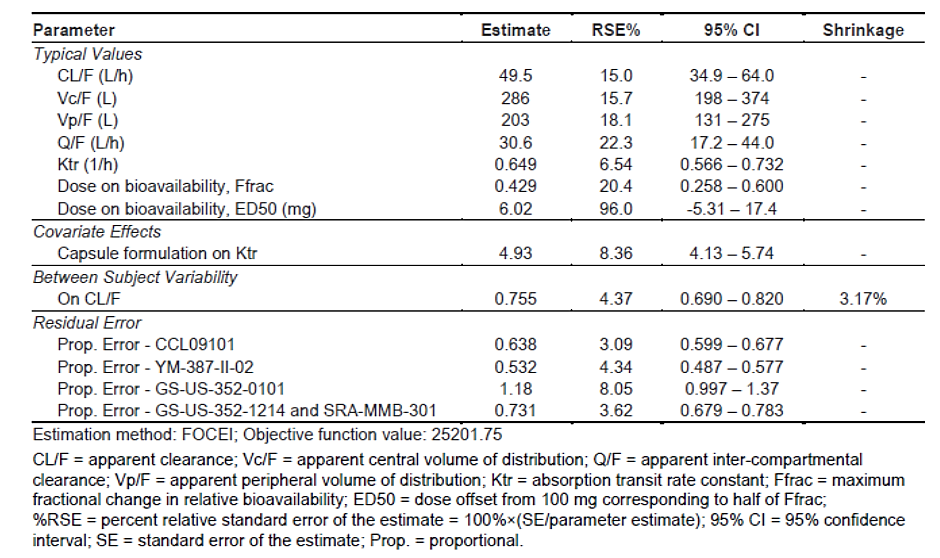 Parameter Estimate RSE% 95% CI Shrinkage
Typical Values
CL/F (L/h) 49.5 15.0 34.9 – 64.0 -
Vc/F (L) 286 15.7 198 – 374 -
Vp/F (L) 203 18.1 131 – 275 -
Q/F (L/h) 30.6 22.3 17.2 – 44.0 -
Ktr (1/h) 0.649 6.54 0.566 – 0.732 -
Dose on bioavailability, Ffrac 0.429 20.4 0.258 – 0.600 -
Dose on bioavailability, ED50 (mg) 6.02 96.0 -5.31 – 17.4 -
Covariate Effects
Capsule formulation on Ktr 4.93 8.36 4.13 – 5.74 -
Between Subject Variability
On CL/F 0.755 4.37 0.690 – 0.820 3.17%
Residual Error
Prop. Error - CCL09101 0.638 3.09 0.599 – 0.677 -
Prop. Error - YM-387-II-02 0.532 4.34 0.487 – 0.577 -
Prop. Error - GS-US-352-0101 1.18 8.05 0.997 – 1.37 -
Prop. Error - GS-US-352-1214 and SRA-MMB-301 0.731 3.62 0.679 – 0.783 -
Estimation method: FOCEI; Objective function value: 25201.75
CL/F = apparent clearance; Vc/F = apparent central volume of distribution; Q/F = apparent inter-compartmental
clearance; Vp/F = apparent peripheral volume of distribution; Ktr = absorption transit rate constant; Ffrac = maximum
fractional change in relative bioavailability; ED50 = dose offset from 100 mg corresponding to half of Ffrac;
%RSE = percent relative standard error of the estimate = 100%×(SE/parameter estimate); 95% CI = 95% confidence
interval; SE = standard error of the estimate; Prop. = proportional.